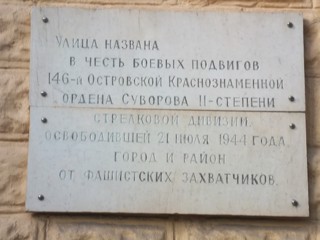 Улица названа
в честь боевых подвигов
146-й Островской Краснознаменной
ордена Суворова II-степени
стрелковой дивизии,
освободившей 21 июля 1944 года
город и район
от фашистских захватчиков.